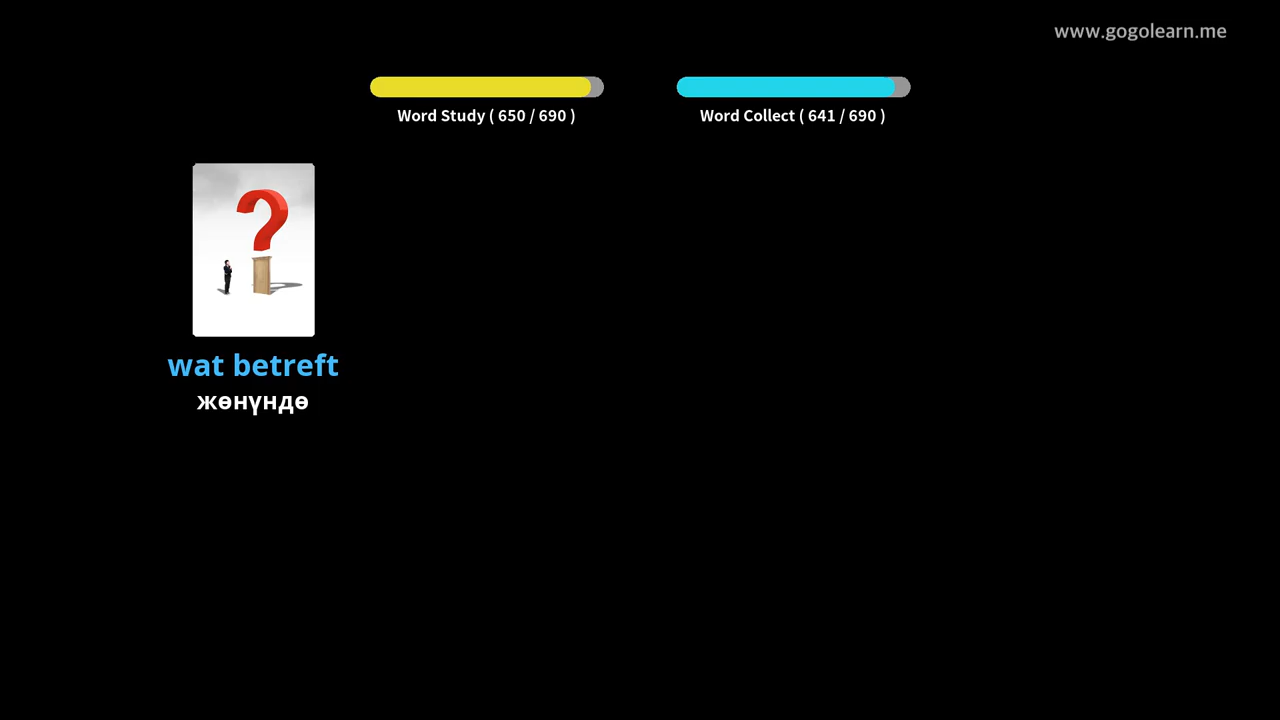 www.gogolearn.me
Word Study ( 650 / 690 )
Word Collect ( 641 / 690 )
wat betreft
жөнүндө